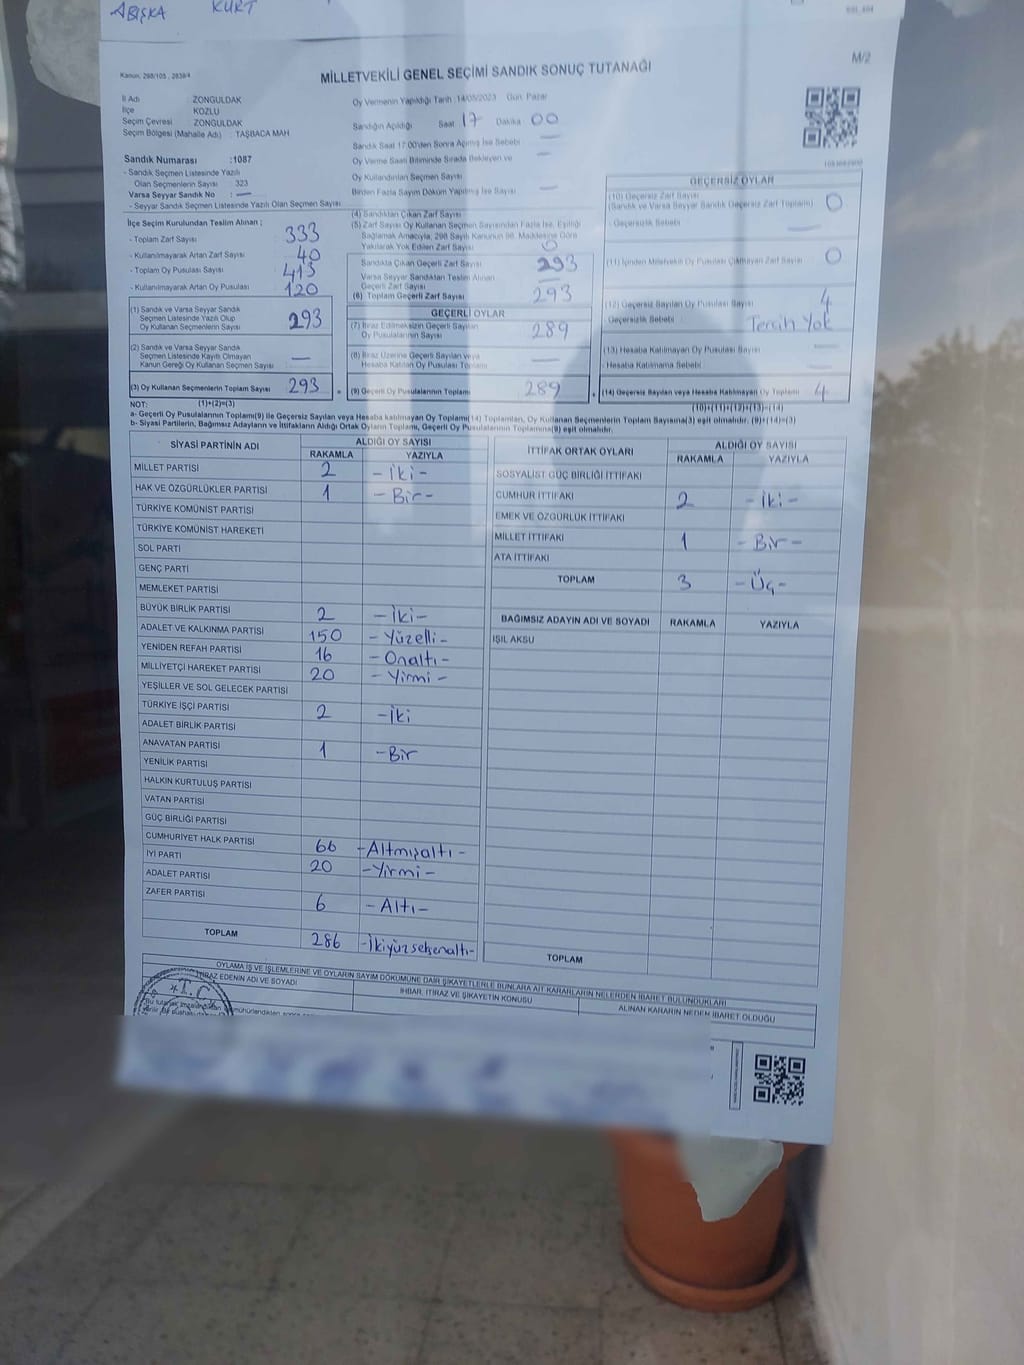 ABIŞKA KURT
M/2
Kanun: 298/105 , 2839/4
MİLLETVEKİLİ GENEL SEÇİMİ SANDIK SONUÇ TUTANAĞI
İl Adı ZONGULDAK
İlçe KOZLU
Seçim Çevresi : ZONGULDAK
Seçim Bölgesi (Mahalle Adı) : TAŞBACA MAH
Sandık Numarası :1087
- Sandık Seçmen Listesinde Yazılı
Olan Seçmenlerin Sayısı 323
Varsa Seyyar Sandık No : —
- Seyyar Sandık Seçmen Listesinde Yazılı Olan Seçmen Sayısı
Oy Vermenin Yapıldığı Tarih :14/05/2023 Gün: Pazar
Sandığın Açıldığı Saat 17 Dakika 00
Sandık Saat 17:00'den Sonra Açılmış İse Sebebi —
Oy Verme Saati Bitiminde Sırada Bekleyen ve
Oy Kullandırılan Seçmen Sayısı —
Birden Fazla Sayım Döküm Yapılmış İse Sayısı —
İlçe Seçim Kurulundan Teslim Alınan ;
- Toplam Zarf Sayısı 333
- Kullanılmayarak Artan Zarf Sayısı 40
- Toplam Oy Pusulası Sayısı 413
- Kullanılmayarak Artan Oy Pusulası 120
(1) Sandık ve Varsa Seyyar Sandık
Seçmen Listesinde Yazılı Olup
Oy Kullanan Seçmenlerin Sayısı 293
(2) Sandık ve Varsa Seyyar Sandık
Seçmen Listesinde Kayıtlı Olmayan
Kanun Gereği Oy Kullanan Seçmen Sayısı —
(3) Oy Kullanan Seçmenlerin Toplam Sayısı 293
(1)+(2)=(3)
(4) Sandıktan Çıkan Zarf Sayısı
(5) Zarf Sayısı Oy Kullanan Seçmen Sayısından Fazla İse, Eşitliği
Sağlamak Amacıyla, 298 Sayılı Kanunun 98. Maddesine Göre
Yakılarak Yok Edilen Zarf Sayısı 0
Sandıkta Çıkan Geçerli Zarf Sayısı 293
Varsa Seyyar Sandıktan Teslim Alınan
Geçerli Zarf Sayısı —
(6) Toplam Geçerli Zarf Sayısı 293
GEÇERLİ OYLAR
(7) İtiraz Edilmeksizin Geçerli Sayılan
Oy Pusulalarının Sayısı 289
(8) İtiraz Üzerine Geçerli Sayılan veya
Hesaba Katılan Oy Pusulası Toplamı —
(9) Geçerli Oy Pusulalarının Toplamı 289
GEÇERSİZ OYLAR
(10) Geçersiz Zarf Sayısı
(Sandık ve Varsa Seyyar Sandık Geçersiz Zarf Toplamı) 0
- Geçersizlik Sebebi —
(11) İçinden Milletvekili Oy Pusulası Çıkmayan Zarf Sayısı 0
(12) Geçersiz Sayılan Oy Pusulası Sayısı 4
Geçersizlik Sebebi Tercih Yok
(13) Hesaba Katılmayan Oy Pusulası Sayısı —
- Hesaba Katılmama Sebebi —
(14) Geçersiz Sayılan veya Hesaba Katılmayan Oy Toplamı 4
(10)+(11)+(12)+(13)=(14)
NOT:
a- Geçerli Oy Pusulalarının Toplamı(9) ile Geçersiz Sayılan veya Hesaba katılmayan Oy Toplamı(14) Toplamları, Oy Kullanan Seçmenlerin Toplam Sayısına(3) eşit olmalıdır. (9)+(14)=(3)
b- Siyasi Partilerin, Bağımsız Adayların ve İttifakların Aldığı Ortak Oyların Toplamı, Geçerli Oy Pusulalarının Toplamına(9) eşit olmalıdır.
SİYASİ PARTİNİN ADI ALDIĞI OY SAYISI
RAKAMLA YAZIYLA
MİLLET PARTİSİ 2 -İki-
HAK VE ÖZGÜRLÜKLER PARTİSİ 1 -Bir-
TÜRKİYE KOMÜNİST PARTİSİ
TÜRKİYE KOMÜNİST HAREKETİ
SOL PARTİ
GENÇ PARTİ
MEMLEKET PARTİSİ
BÜYÜK BİRLİK PARTİSİ 2 -İki-
ADALET VE KALKINMA PARTİSİ 150 -Yüzelli-
YENİDEN REFAH PARTİSİ 16 -Onaltı-
MİLLİYETÇİ HAREKET PARTİSİ 20 -Yirmi-
YEŞİLLER VE SOL GELECEK PARTİSİ
TÜRKİYE İŞÇİ PARTİSİ 2 -İki
ADALET BİRLİK PARTİSİ
ANAVATAN PARTİSİ 1 -Bir
YENİLİK PARTİSİ
HALKIN KURTULUŞ PARTİSİ
VATAN PARTİSİ
GÜÇ BİRLİĞİ PARTİSİ
CUMHURİYET HALK PARTİSİ 66 -Altmışaltı-
İYİ PARTİ 20 -Yirmi-
ADALET PARTİSİ
ZAFER PARTİSİ 6 -Altı-
TOPLAM 286 -İkiyüzseksenaltı-
İTTİFAK ORTAK OYLARI ALDIĞI OY SAYISI
RAKAMLA YAZIYLA
SOSYALİST GÜÇ BİRLİĞİ İTTİFAKI
CUMHUR İTTİFAKI 2 -İki-
EMEK VE ÖZGÜRLÜK İTTİFAKI
MİLLET İTTİFAKI 1 -Bir-
ATA İTTİFAKI
TOPLAM 3 -Üç-
BAĞIMSIZ ADAYIN ADI VE SOYADI RAKAMLA YAZIYLA
IŞIL AKSU
TOPLAM
OYLAMA İŞ VE İŞLEMLERİNE VE OYLARIN SAYIM DÖKÜMÜNE DAİR ŞİKAYETLERLE BUNLARA AİT KARARLARIN NELERDEN İBARET BULUNDUKLARI
İTİRAZ EDENİN ADI VE SOYADI İHBAR, İTİRAZ VE ŞİKAYETİN KONUSU ALINAN KARARIN NEDEN İBARET OLDUĞU
T.C.